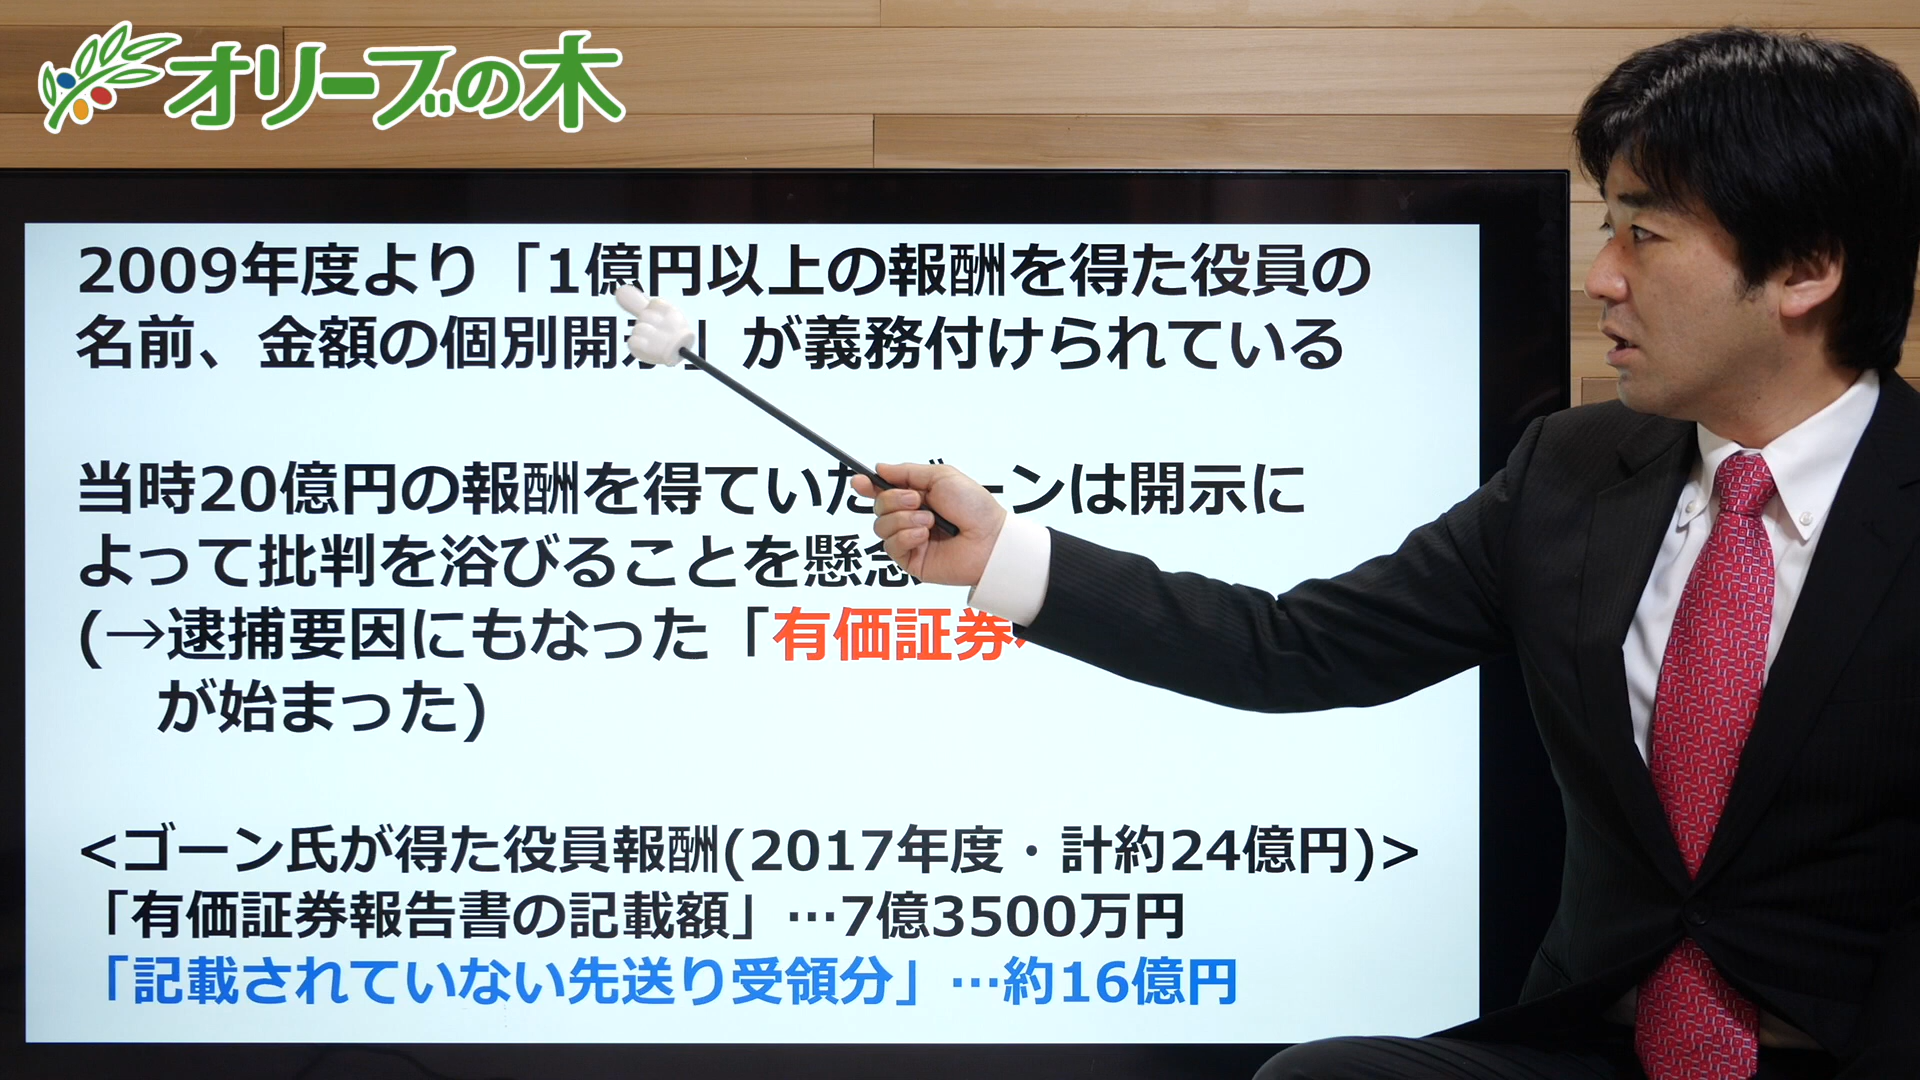 オリーブの木
2009年度より「1億円以上の報酬を得た役員の
名前、金額の個別開示」が義務付けられている
当時20億円の報酬を得ていたゴーンは開示に
よって批判を浴びることを懸念
(→逮捕要因にもなった「有価証券
が始まった)
<ゴーン氏が得た役員報酬(2017年度・計約24億円)>
「有価証券報告書の記載額」…7億3500万円
「記載されていない先送り受領分」…約16億円